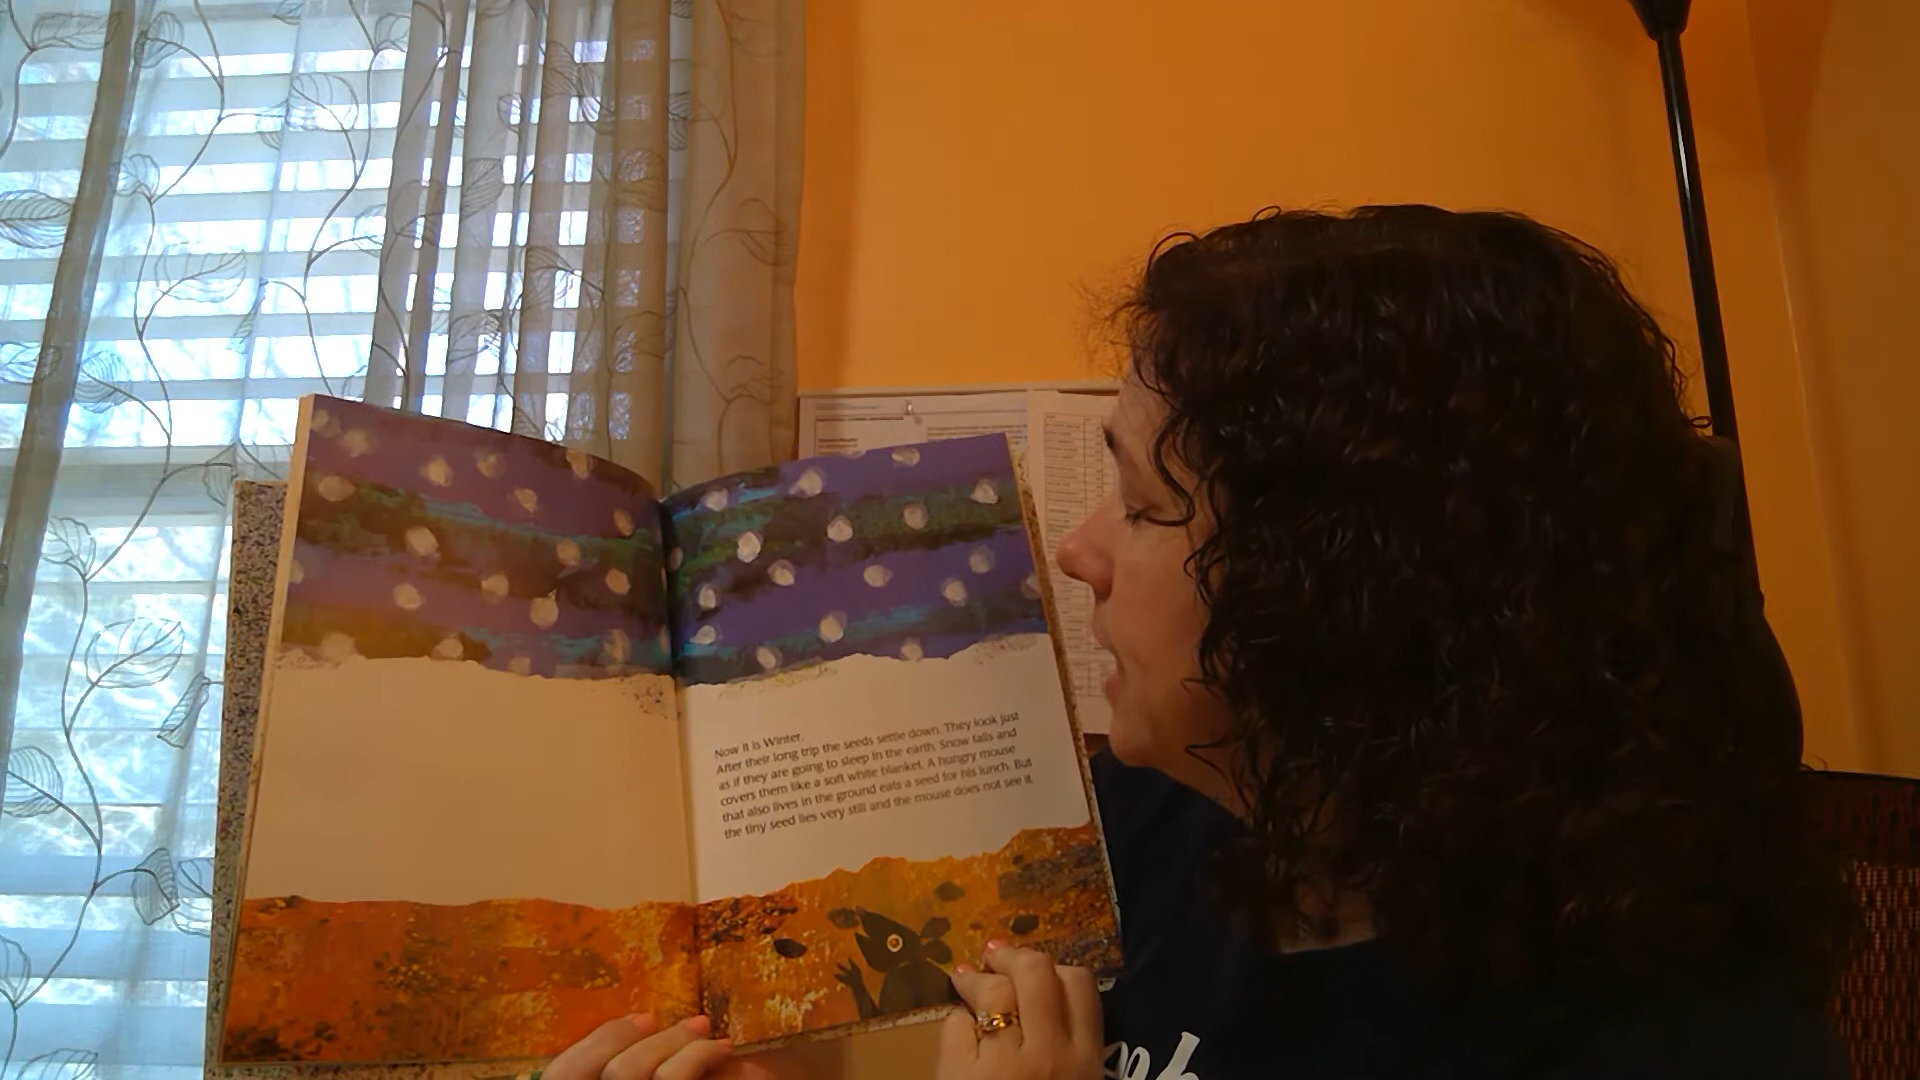 Now it is Winter.
After their long trip the seeds settle down. They look just
as if they are going to sleep in the earth. Snow falls and
covers them like a soft white blanket. A hungry mouse
that also lives in the ground eats a seed for his lunch. But
the tiny seed lies very still and the mouse does not see it.